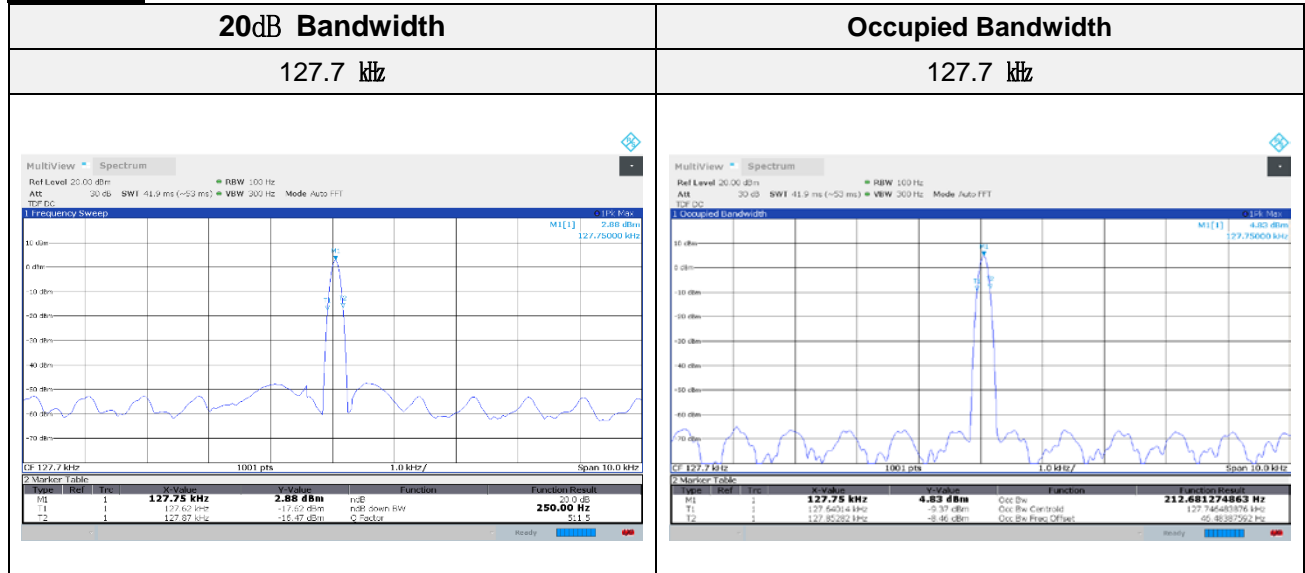 20㏈ Bandwidth
Occupied Bandwidth
127.7 ㎑
127.7 ㎑
MultiView Spectrum
Ref Level 20.00 dBm RBW 100 Hz
Att 30 dB SWT 41.9 ms (~53 ms) VBW 300 Hz Mode Auto FFT
TDF DC
1 Frequency Sweep 1Pk Max
M1[1] 2.88 dBm
127.75000 kHz
M1
10 dBm
0 dBm
-10 dBm
T1
T2
-20 dBm
-30 dBm
-40 dBm
-50 dBm
-60 dBm
-70 dBm
CF 127.7 kHz 1001 pts 1.0 kHz/ Span 10.0 kHz
2 Marker Table
Type Ref Trc X-Value Y-Value Function Function Result
M1 1 127.75 kHz 2.88 dBm ndB 20.0 dB
T1 1 127.62 kHz -17.62 dBm ndB down BW 250.00 Hz
T2 1 127.87 kHz -16.47 dBm Q Factor 511.5
Ready
MultiView Spectrum
Ref Level 20.00 dBm RBW 100 Hz
Att 30 dB SWT 41.9 ms (~53 ms) VBW 300 Hz Mode Auto FFT
TDF DC
1 Occupied Bandwidth 1Pk Max
M1[1] 4.83 dBm
127.75000 kHz
M1
10 dBm
0 dBm
-10 dBm
-20 dBm
-30 dBm
-40 dBm
-50 dBm
-60 dBm
-70 dBm
CF 127.7 kHz 1001 pts 1.0 kHz/ Span 10.0 kHz
2 Marker Table
Type Ref Trc X-Value Y-Value Function Function Result
M1 1 127.75 kHz 4.83 dBm Occ Bw 212.681274863 Hz
T1 1 127.64014 kHz -9.37 dBm Occ Bw Centroid 127.746483876 kHz
T2 1 127.85282 kHz -8.46 dBm Occ Bw Freq Offset 46.48387592 Hz
Ready